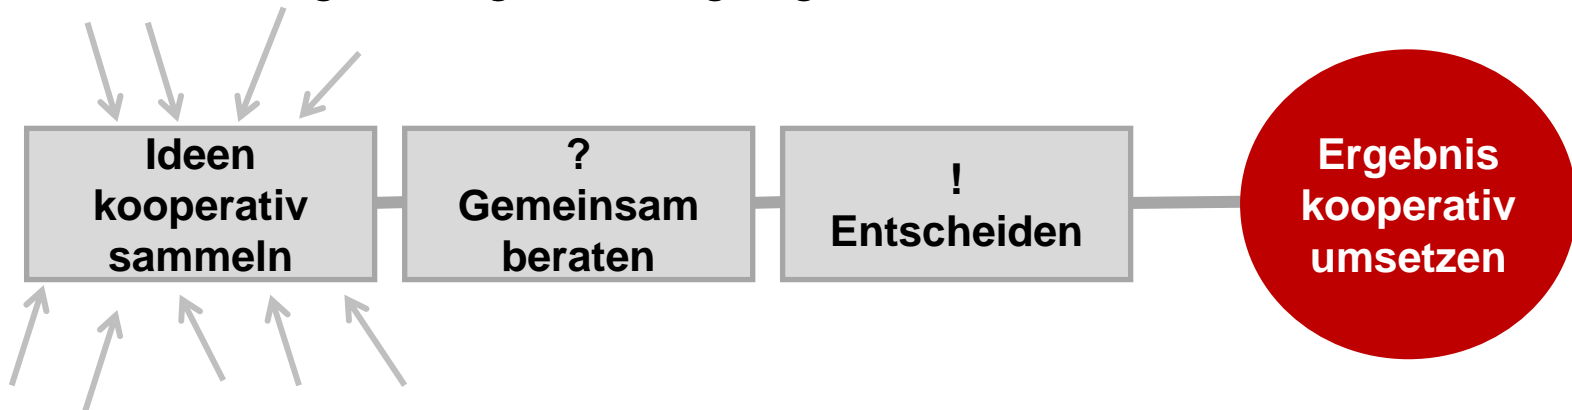 Ideen
kooperativ
sammeln
?
Gemeinsam
beraten
!
Entscheiden
Ergebnis
kooperativ
umsetzen